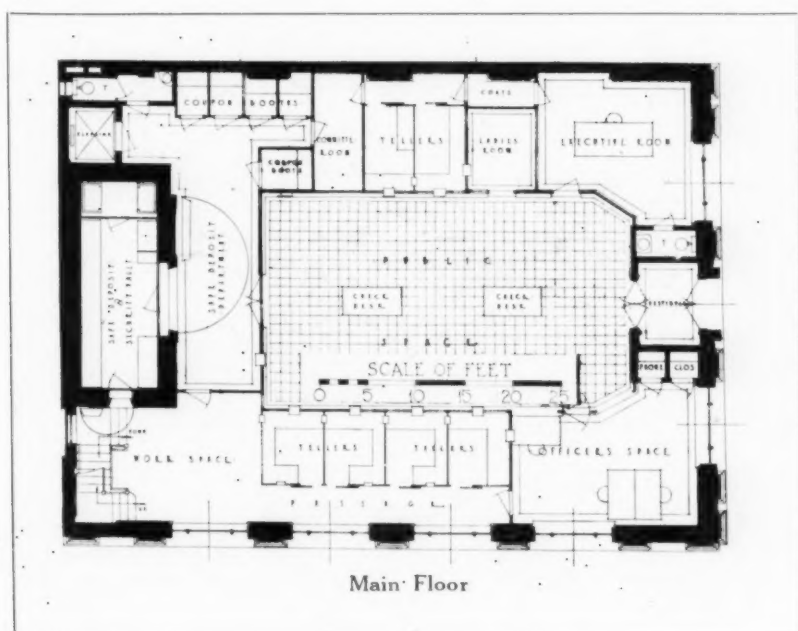 T
COUPON BOOTHS
ELEVATOR
COUPON BOOTH
COMMITTEE ROOM
TELLERS
COATS
LADIES ROOM
EXECUTIVE ROOM
SAFE DEPOSIT & SECURITY VAULT
SAFE DEPOSIT DEPARTMENT
PUBLIC
CHECK DESK
CHECK DESK
SPACE
T
VESTIBULE
SCALE OF FEET
0 5 10 15 20 25
PHONE
CLOS
WORK SPACE
TELLERS
TELLERS
OFFICERS SPACE
PASSAGE
UP
Main Floor